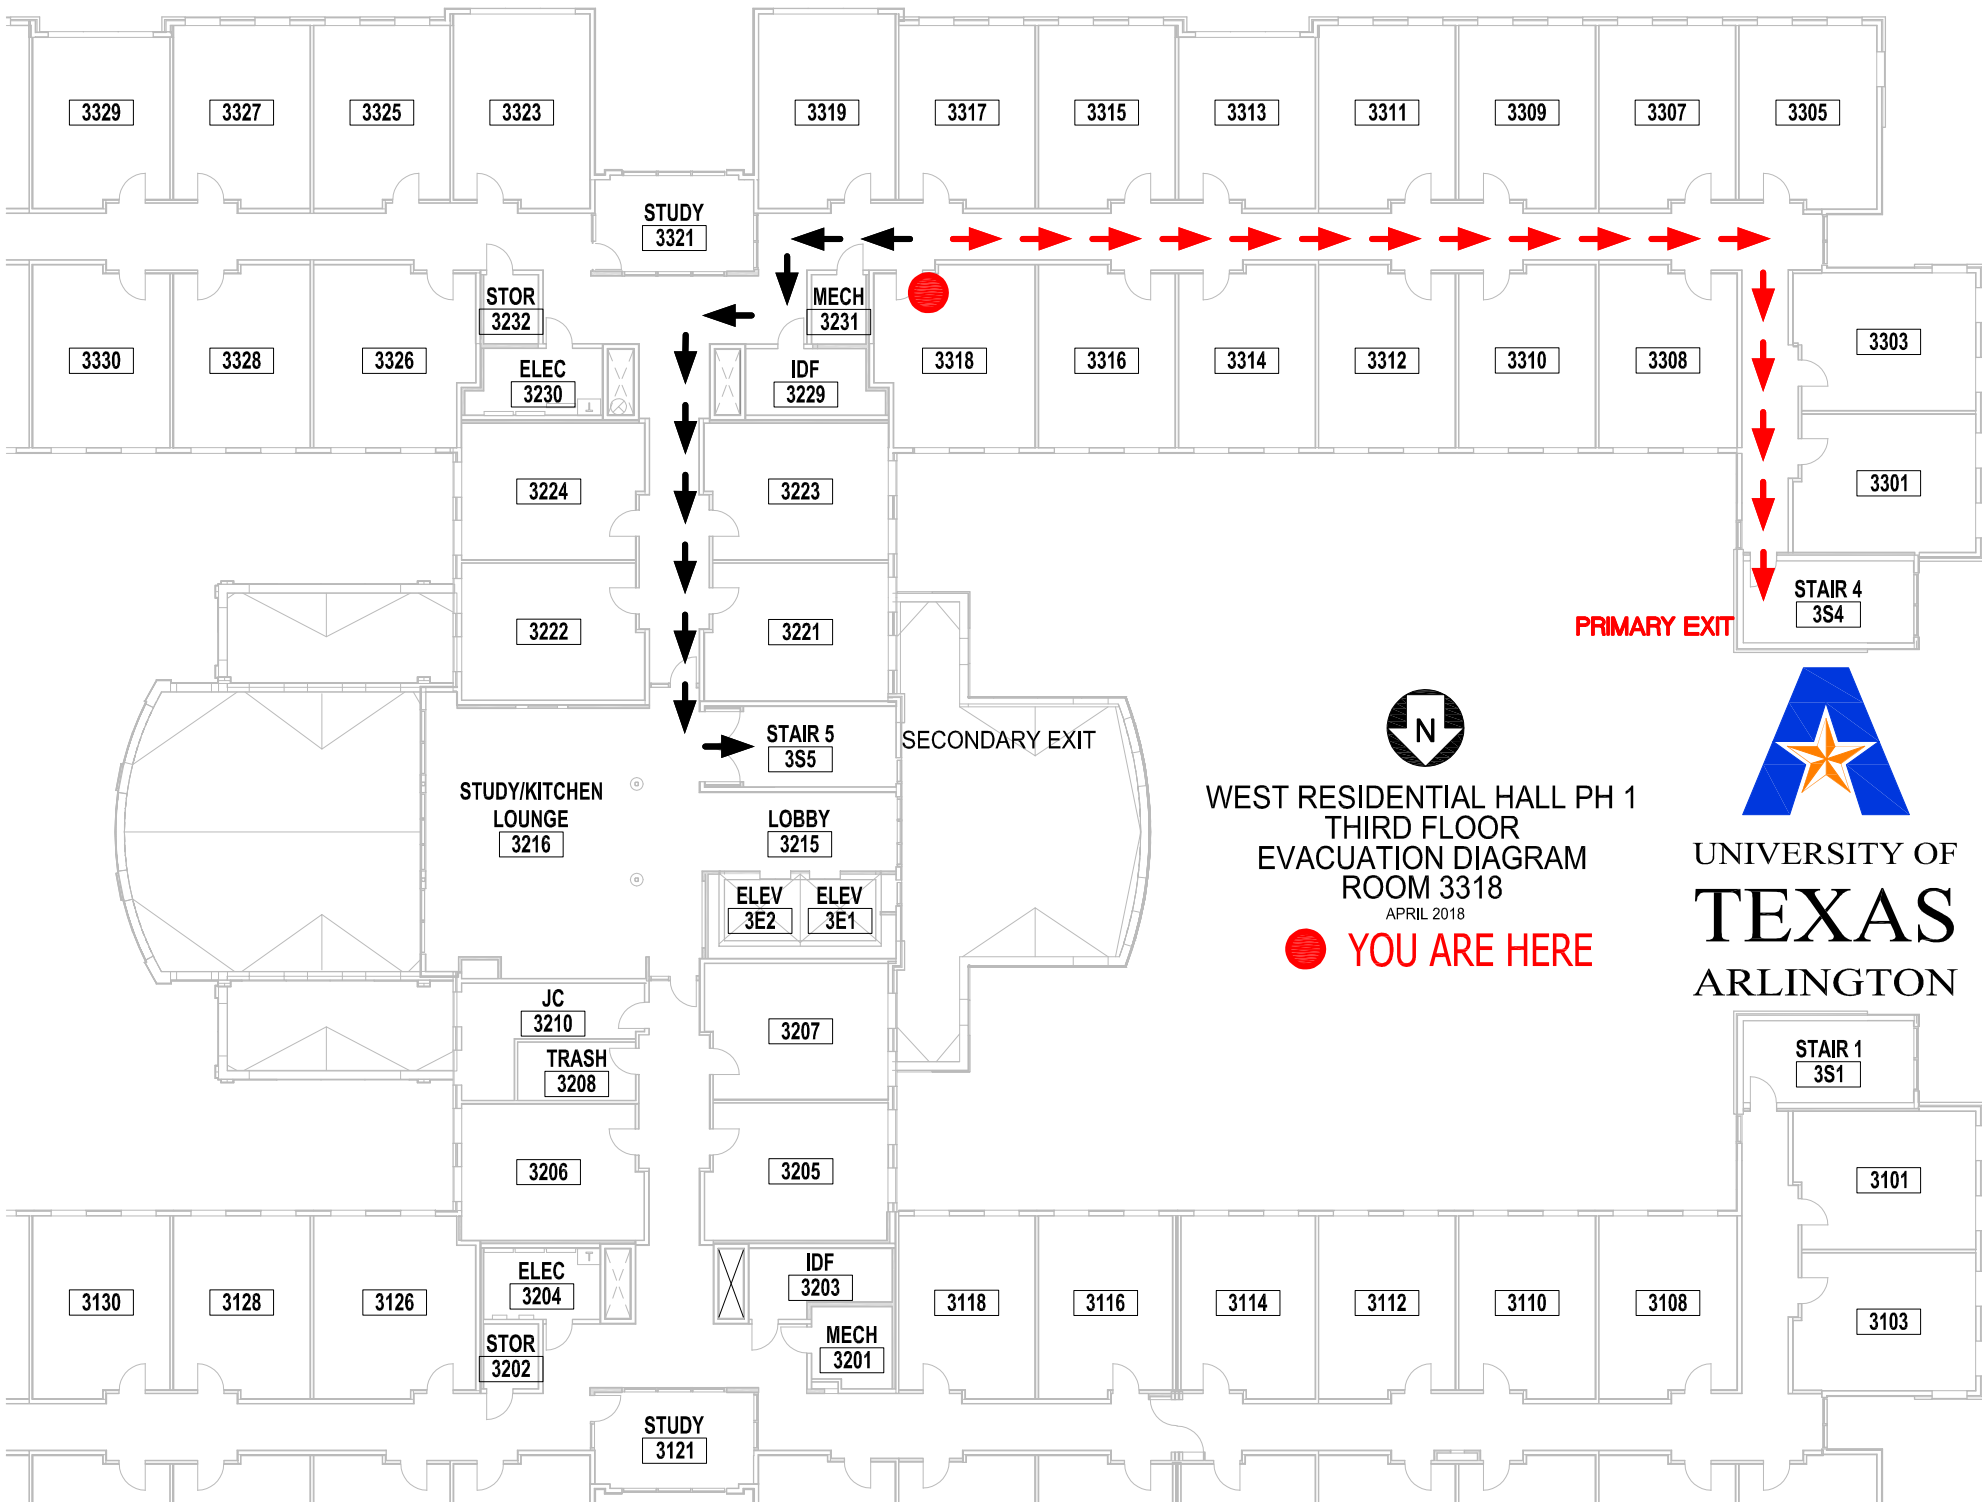 3329
3327
3325
3323
3319
3317
3315
3313
3311
3309
3307
3305
STUDY
3321
STOR
3232
MECH
3231
3330
3328
3326
ELEC
3230
IDF
3229
3318
3316
3314
3312
3310
3308
3303
3224
3223
3301
3222
3221
STAIR 4
3S4
PRIMARY EXIT
STAIR 5
3S5
SECONDARY EXIT
N
STUDY/KITCHEN
LOUNGE
3216
LOBBY
3215
ELEV
3E2
ELEV
3E1
WEST RESIDENTIAL HALL PH 1
THIRD FLOOR
EVACUATION DIAGRAM
ROOM 3318
APRIL 2018
YOU ARE HERE
UNIVERSITY OF
TEXAS
ARLINGTON
JC
3210
TRASH
3208
3207
STAIR 1
3S1
3206
3205
3101
ELEC
3204
T
IDF
3203
3130
3128
3126
3118
3116
3114
3112
3110
3108
3103
STOR
3202
MECH
3201
STUDY
3121